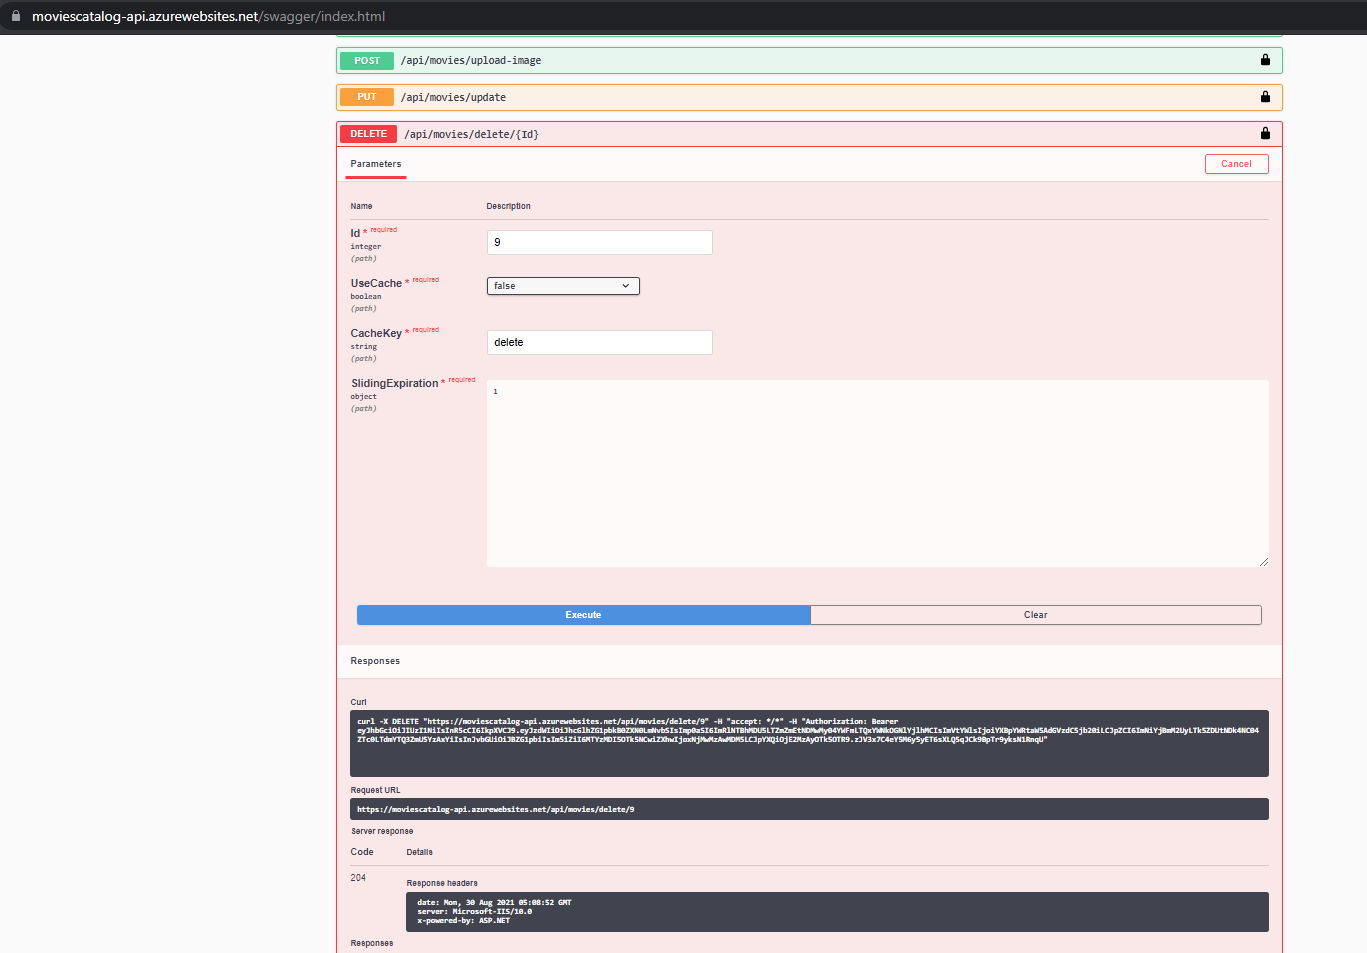 moviescatalog-api.azurewebsites.net/swagger/index.html
POST /api/movies/upload-image
PUT /api/movies/update
DELETE /api/movies/delete/{Id}
Parameters
Cancel
Name Description
Id * required
integer
(path)
9
UseCache * required
boolean
(path)
false
CacheKey * required
string
(path)
delete
SlidingExpiration * required
object
(path)
1
Execute Clear
Responses
Curl
curl -X DELETE "https://moviescatalog-api.azurewebsites.net/api/movies/delete/9" -H "accept: */*" -H "Authorization: Bearer
Request URL
https://moviescatalog-api.azurewebsites.net/api/movies/delete/9
Server response
Code Details
204
Response headers
date: Mon, 30 Aug 2021 05:08:52 GMT
server: Microsoft-IIS/10.0
x-powered-by: ASP.NET
Responses